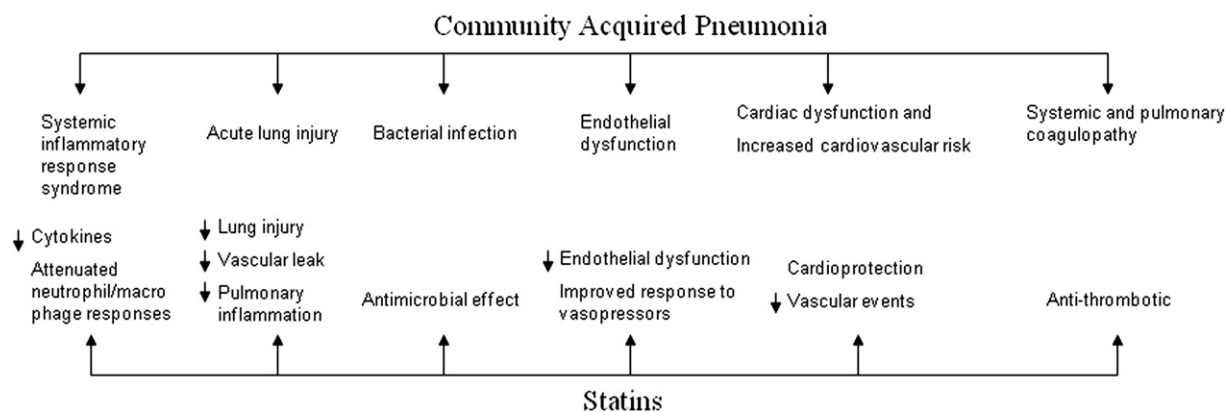 Community Acquired Pneumonia
Systemic
inflammatory
response
syndrome
Acute lung injury
Bacterial infection
Endothelial
dysfunction
Cardiac dysfunction and
Increased cardiovascular risk
Systemic and pulmonary
coagulopathy
↓ Cytokines
Attenuated
neutrophil/macro
phage responses
↓ Lung injury
↓ Vascular leak
↓ Pulmonary
inflammation
Antimicrobial effect
↓ Endothelial dysfunction
Improved response to
vasopressors
Cardioprotection
↓ Vascular events
Anti-thrombotic
Statins